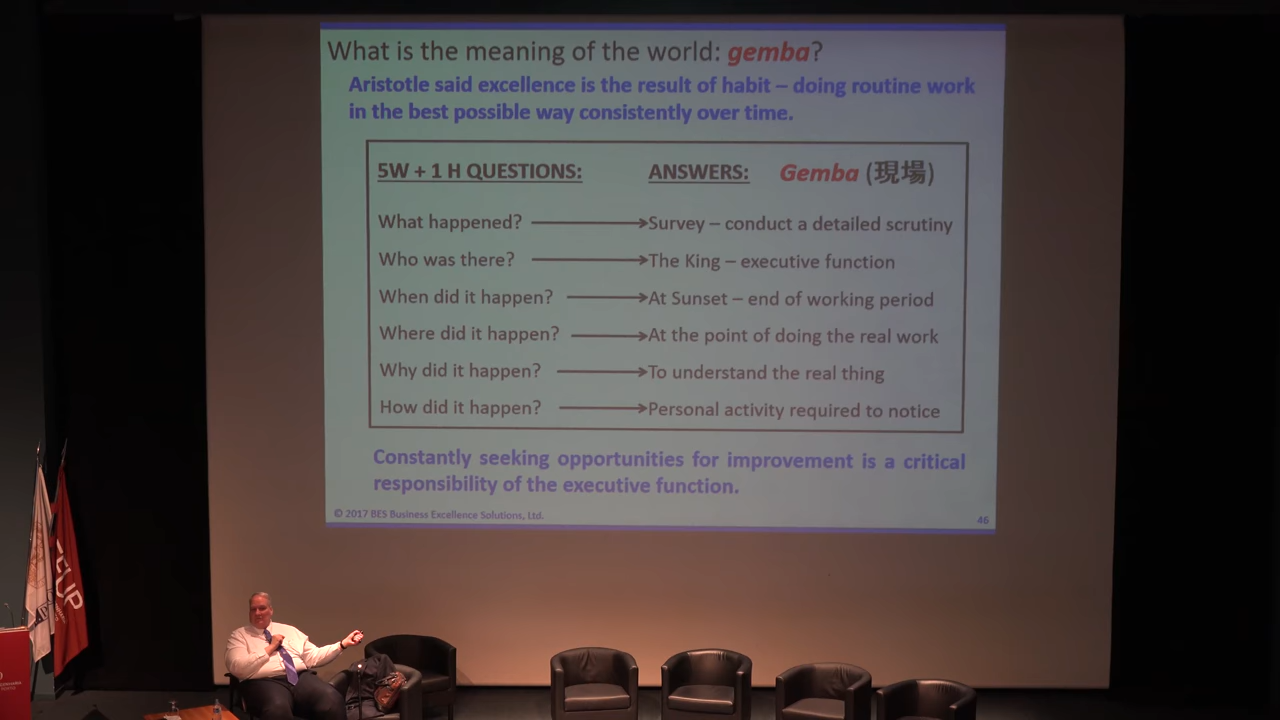 What is the meaning of the world: gemba?
Aristotle said excellence is the result of habit – doing routine work
in the best possible way consistently over time.
5W + 1 H QUESTIONS: ANSWERS: Gemba (現場)
What happened? Survey – conduct a detailed scrutiny
Who was there? The King – executive function
When did it happen? At Sunset – end of working period
Where did it happen? At the point of doing the real work
Why did it happen? To understand the real thing
How did it happen? Personal activity required to notice
Constantly seeking opportunities for improvement is a critical
responsibility of the executive function.
© 2017 BES Business Excellence Solutions, Ltd. 46